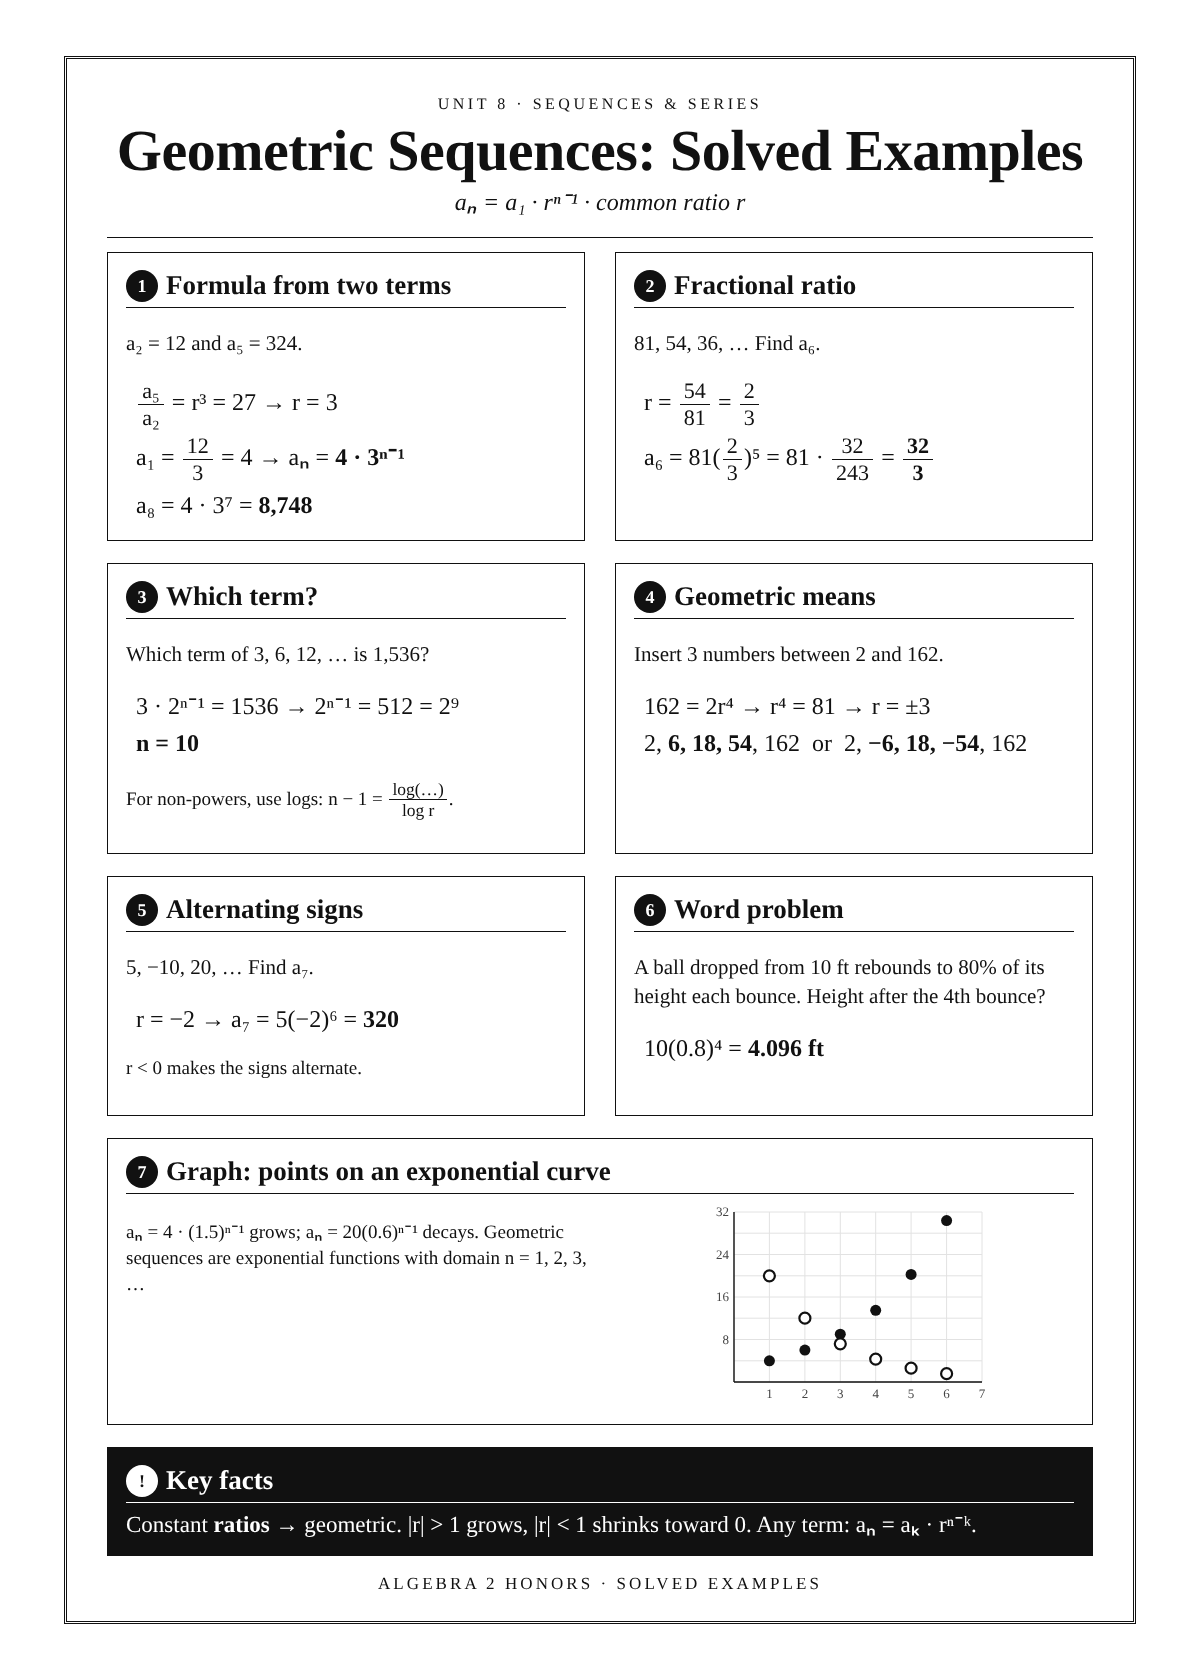 UNIT 8 · SEQUENCES & SERIES
Geometric Sequences: Solved Examples
aₙ = a₁ · rⁿ⁻¹ · common ratio r
1 Formula from two terms
a₂ = 12 and a₅ = 324.
a₅/a₂ = r³ = 27 → r = 3
a₁ = 12/3 = 4 → aₙ = 4 · 3ⁿ⁻¹
a₈ = 4 · 3⁷ = 8,748
2 Fractional ratio
81, 54, 36, … Find a₆.
r = 54/81 = 2/3
a₆ = 81(2/3)⁵ = 81 · 32/243 = 32/3
3 Which term?
Which term of 3, 6, 12, … is 1,536?
3 · 2ⁿ⁻¹ = 1536 → 2ⁿ⁻¹ = 512 = 2⁹
n = 10
For non-powers, use logs: n − 1 = log(…)/log r.
4 Geometric means
Insert 3 numbers between 2 and 162.
162 = 2r⁴ → r⁴ = 81 → r = ±3
2, 6, 18, 54, 162 or 2, −6, 18, −54, 162
5 Alternating signs
5, −10, 20, … Find a₇.
r = −2 → a₇ = 5(−2)⁶ = 320
r < 0 makes the signs alternate.
6 Word problem
A ball dropped from 10 ft rebounds to 80% of its
height each bounce. Height after the 4th bounce?
10(0.8)⁴ = 4.096 ft
7 Graph: points on an exponential curve
aₙ = 4 · (1.5)ⁿ⁻¹ grows; aₙ = 20(0.6)ⁿ⁻¹ decays. Geometric
sequences are exponential functions with domain n = 1, 2, 3,
…
32
24
16
8
1 2 3 4 5 6 7
! Key facts
Constant ratios → geometric. |r| > 1 grows, |r| < 1 shrinks toward 0. Any term: aₙ = aₖ · rⁿ⁻ᵏ.
ALGEBRA 2 HONORS · SOLVED EXAMPLES